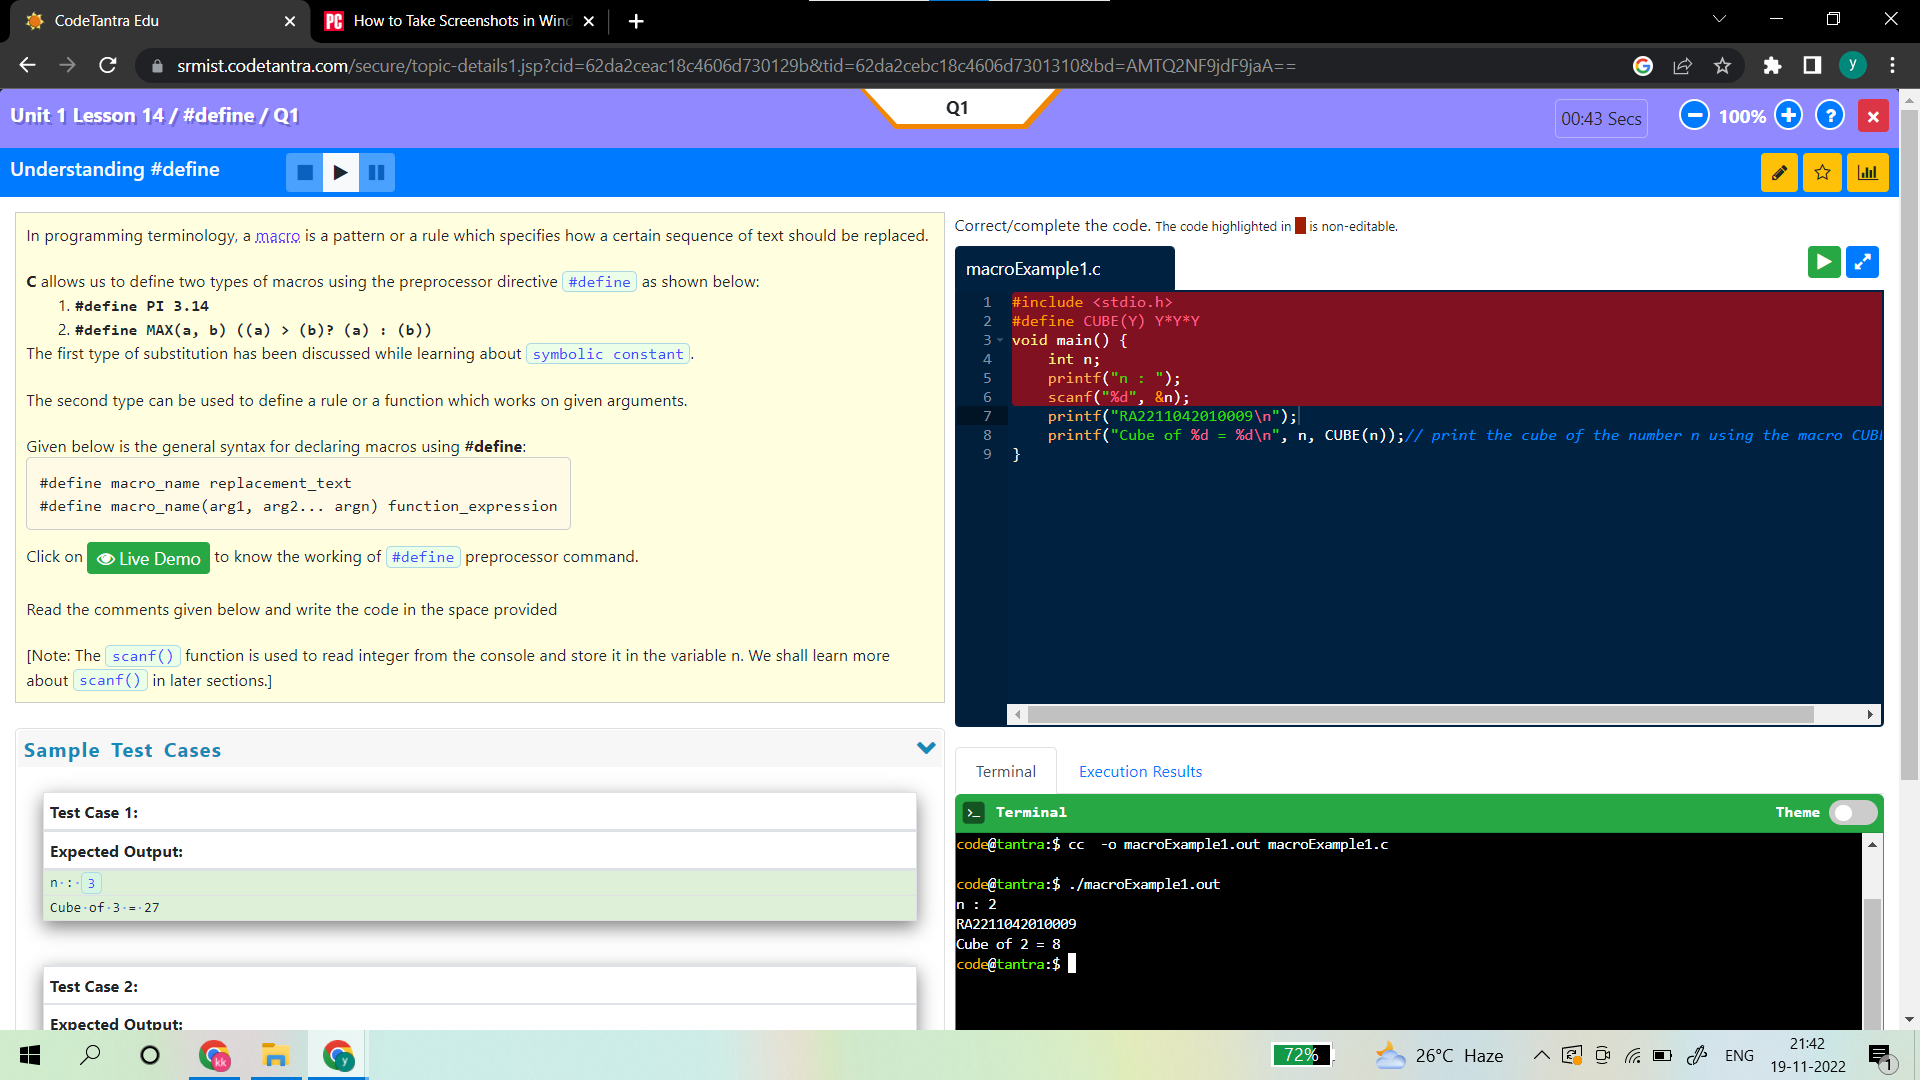 CodeTantra Edu
PC How to Take Screenshots in Wind
srmist.codetantra.com/secure/topic-details1.jsp?cid=62da2ceac18c4606d730129b&tid=62da2cebc18c4606d7301310&bd=AMTQ2NF9jdF9jaA==
y
Unit 1 Lesson 14 / #define / Q1
Q1
00:43 Secs
100%
?
Understanding #define
In programming terminology, a macro is a pattern or a rule which specifies how a certain sequence of text should be replaced.
C allows us to define two types of macros using the preprocessor directive #define as shown below:
1. #define PI 3.14
2. #define MAX(a, b) ((a) > (b)? (a) : (b))
The first type of substitution has been discussed while learning about symbolic constant.
The second type can be used to define a rule or a function which works on given arguments.
Given below is the general syntax for declaring macros using #define:
#define macro_name replacement_text
#define macro_name(arg1, arg2... argn) function_expression
Click on Live Demo to know the working of #define preprocessor command.
Read the comments given below and write the code in the space provided
[Note: The scanf() function is used to read integer from the console and store it in the variable n. We shall learn more
about scanf() in later sections.]
Sample Test Cases
Test Case 1:
Expected Output:
n·:· 3
Cube·of·3·=·27
Test Case 2:
Expected Output:
Correct/complete the code. The code highlighted in is non-editable.
macroExample1.c
1 #include <stdio.h>
2 #define CUBE(Y) Y*Y*Y
3 void main() {
4 int n;
5 printf("n : ");
6 scanf("%d", &n);
7 printf("RA2211042010009\n");
8 printf("Cube of %d = %d\n", n, CUBE(n));// print the cube of the number n using the macro CUBE
9 }
Terminal
Execution Results
Terminal
Theme
code@tantra:$ cc -o macroExample1.out macroExample1.c
code@tantra:$ ./macroExample1.out
n : 2
RA2211042010009
Cube of 2 = 8
code@tantra:$
kk
y
72%
26°C Haze
ENG
21:42
19-11-2022
1